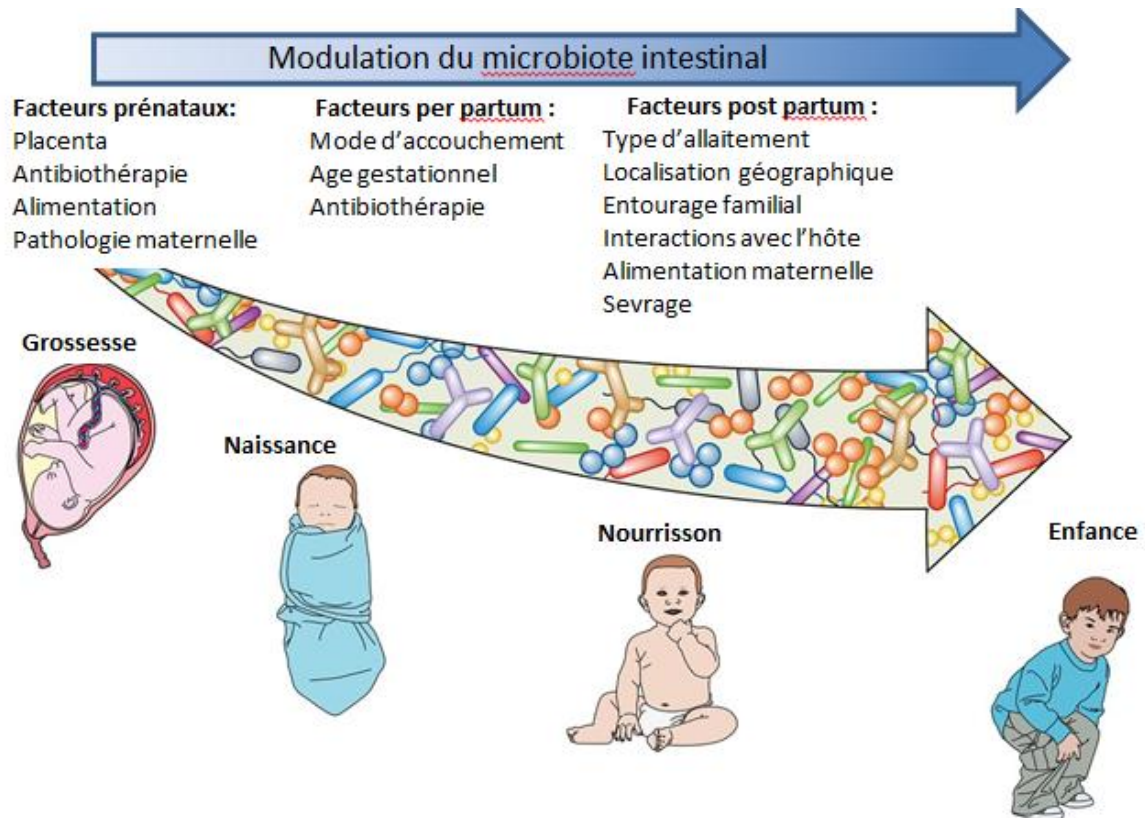 Modulation du microbiote intestinal
Facteurs prénataux:
Placenta
Antibiothérapie
Alimentation
Pathologie maternelle
Facteurs per partum :
Mode d’accouchement
Age gestationnel
Antibiothérapie
Facteurs post partum :
Type d’allaitement
Localisation géographique
Entourage familial
Interactions avec l’hôte
Alimentation maternelle
Sevrage
Grossesse
Naissance
Nourrisson
Enfance